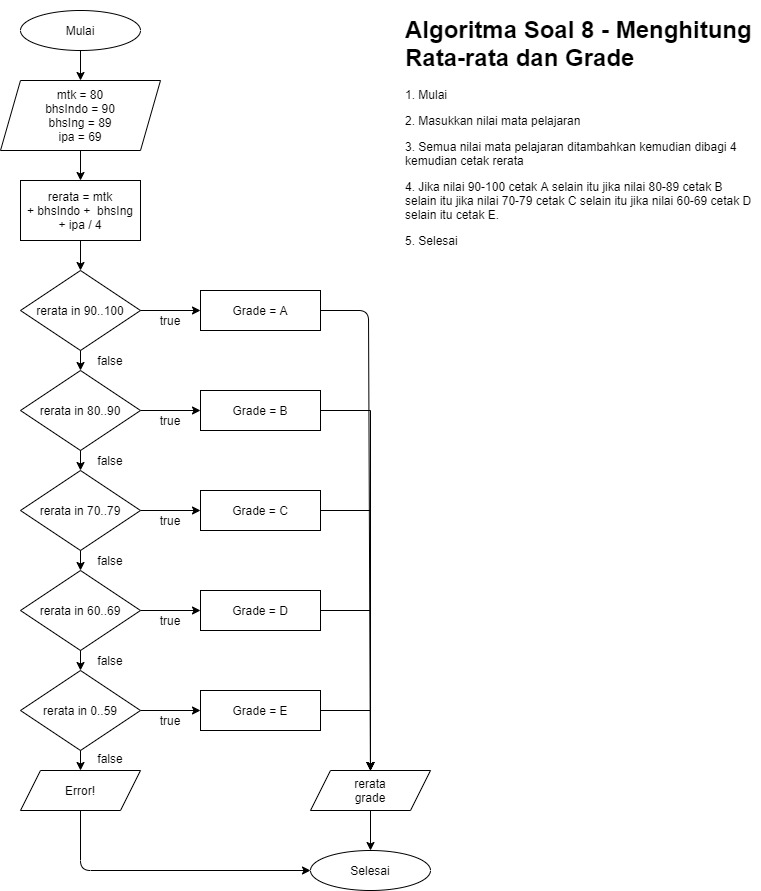 Mulai
mtk = 80
bhsIndo = 90
bhsIng = 89
ipa = 69
rerata = mtk
+ bhsIndo +  bhsIng
+ ipa / 4
rerata in 90..100
true
Grade = A
false
rerata in 80..90
true
Grade = B
false
rerata in 70..79
true
Grade = C
false
rerata in 60..69
true
Grade = D
false
rerata in 0..59
true
Grade = E
false
Error!
rerata
grade
Selesai
Algoritma Soal 8 - Menghitung
Rata-rata dan Grade
1. Mulai
2. Masukkan nilai mata pelajaran
3. Semua nilai mata pelajaran ditambahkan kemudian dibagi 4
kemudian cetak rerata
4. Jika nilai 90-100 cetak A selain itu jika nilai 80-89 cetak B
selain itu jika nilai 70-79 cetak C selain itu jika nilai 60-69 cetak D
selain itu cetak E.
5. Selesai